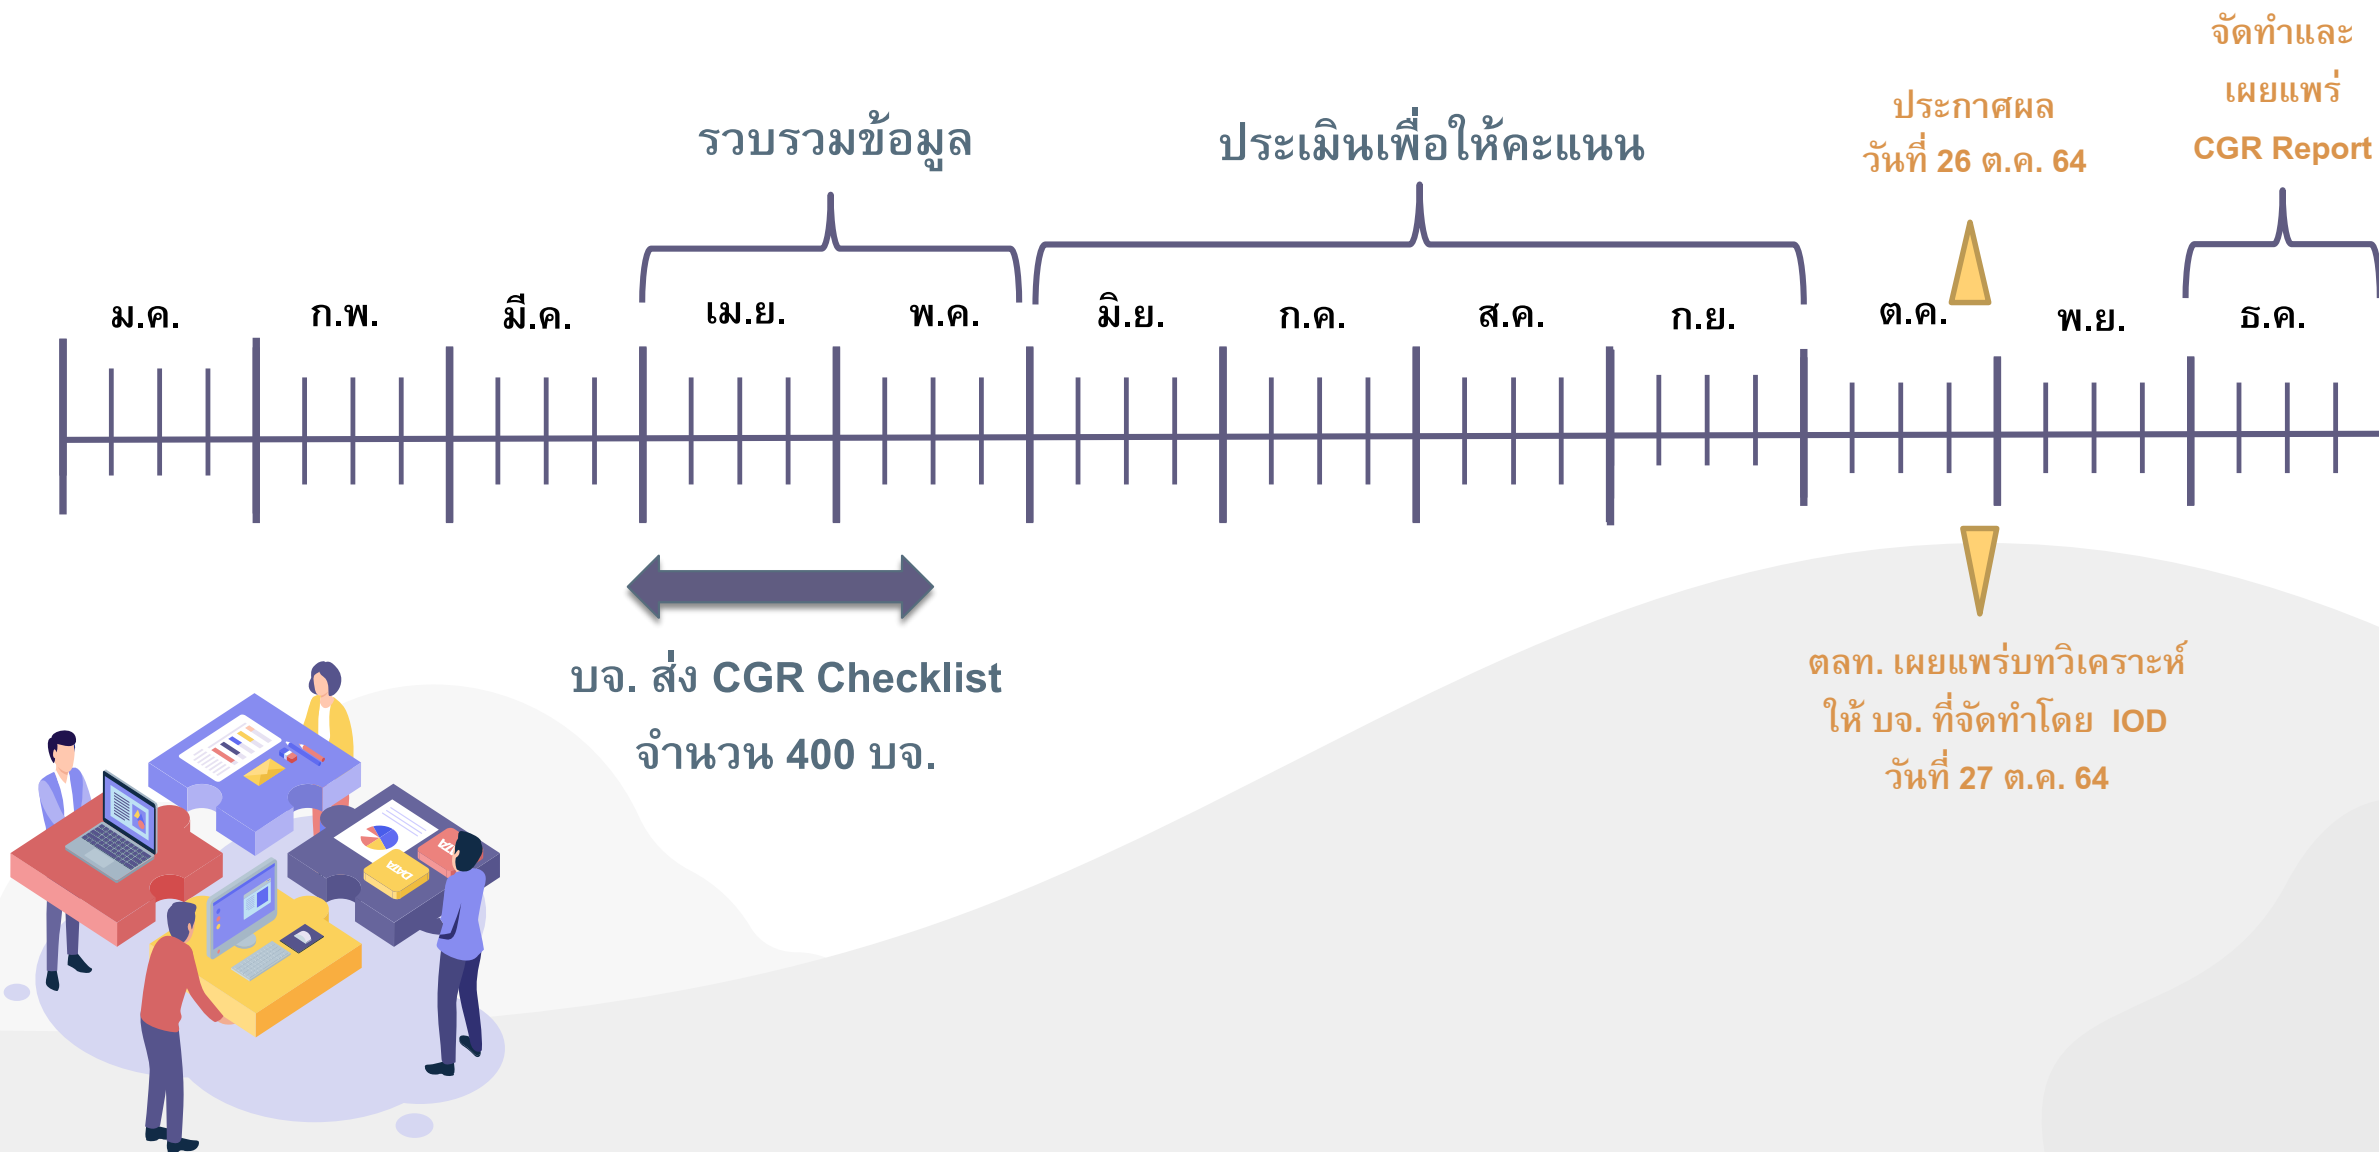 จัดทำและ
เผยแพร่
CGR Report
ประกาศผล
วันที่ 26 ต.ค. 64
รวบรวมข้อมูล
ประเมินเพื่อให้คะแนน
ม.ค. ก.พ. มี.ค. เม.ย. พ.ค. มิ.ย. ก.ค. ส.ค. ก.ย. ต.ค. พ.ย. ธ.ค.
บจ. ส่ง CGR Checklist
จำนวน 400 บจ.
ตลท. เผยแพร่บทวิเคราะห์
ให้ บจ. ที่จัดทำโดย IOD
วันที่ 27 ต.ค. 64
DATA
DATA